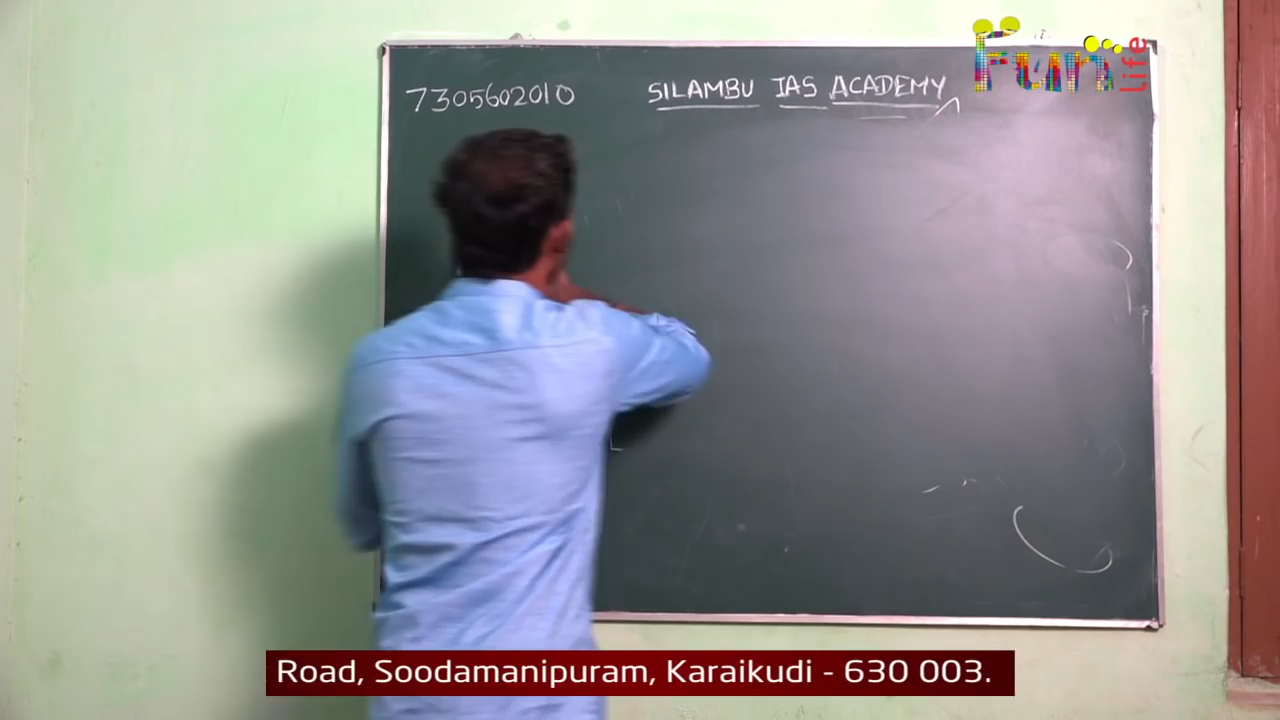 Fun Life
7305602010 SILAMBU IAS ACADEMY
Road, Soodamanipuram, Karaikudi - 630 003.